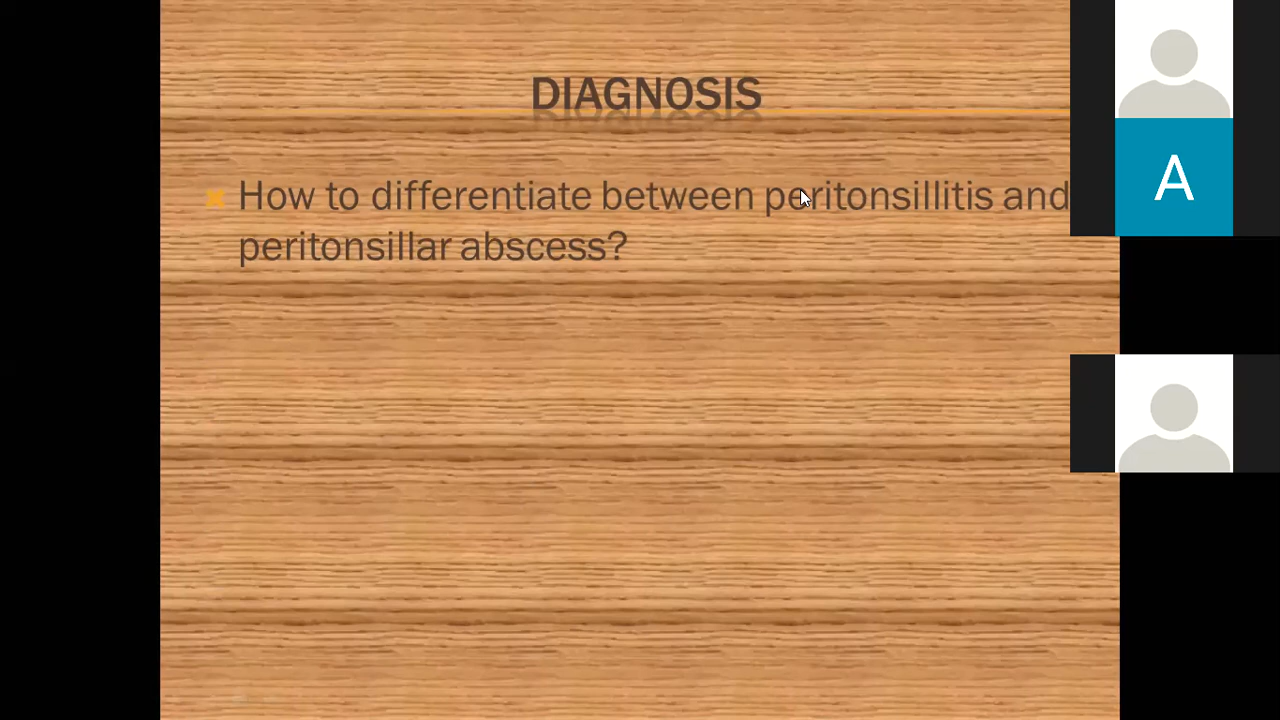 DIAGNOSIS
How to differentiate between peritonsillitis and
peritonsillar abscess?
A